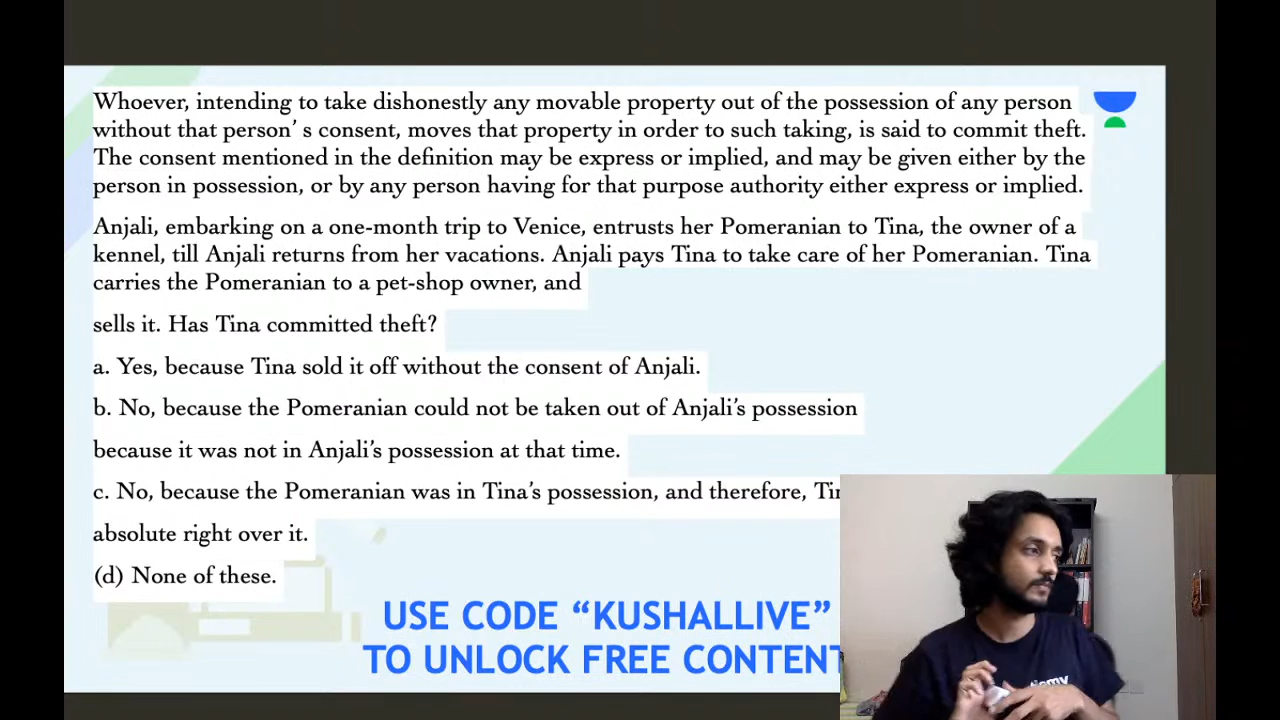 Whoever, intending to take dishonestly any movable property out of the possession of any person
without that person’ s consent, moves that property in order to such taking, is said to commit theft.
The consent mentioned in the definition may be express or implied, and may be given either by the
person in possession, or by any person having for that purpose authority either express or implied.
Anjali, embarking on a one-month trip to Venice, entrusts her Pomeranian to Tina, the owner of a
kennel, till Anjali returns from her vacations. Anjali pays Tina to take care of her Pomeranian. Tina
carries the Pomeranian to a pet-shop owner, and
sells it. Has Tina committed theft?
a. Yes, because Tina sold it off without the consent of Anjali.
b. No, because the Pomeranian could not be taken out of Anjali’s possession
because it was not in Anjali’s possession at that time.
c. No, because the Pomeranian was in Tina’s possession, and therefore,
absolute right over it.
(d) None of these.
USE CODE “KUSHALLIVE”
TO UNLOCK FREE CONTENT